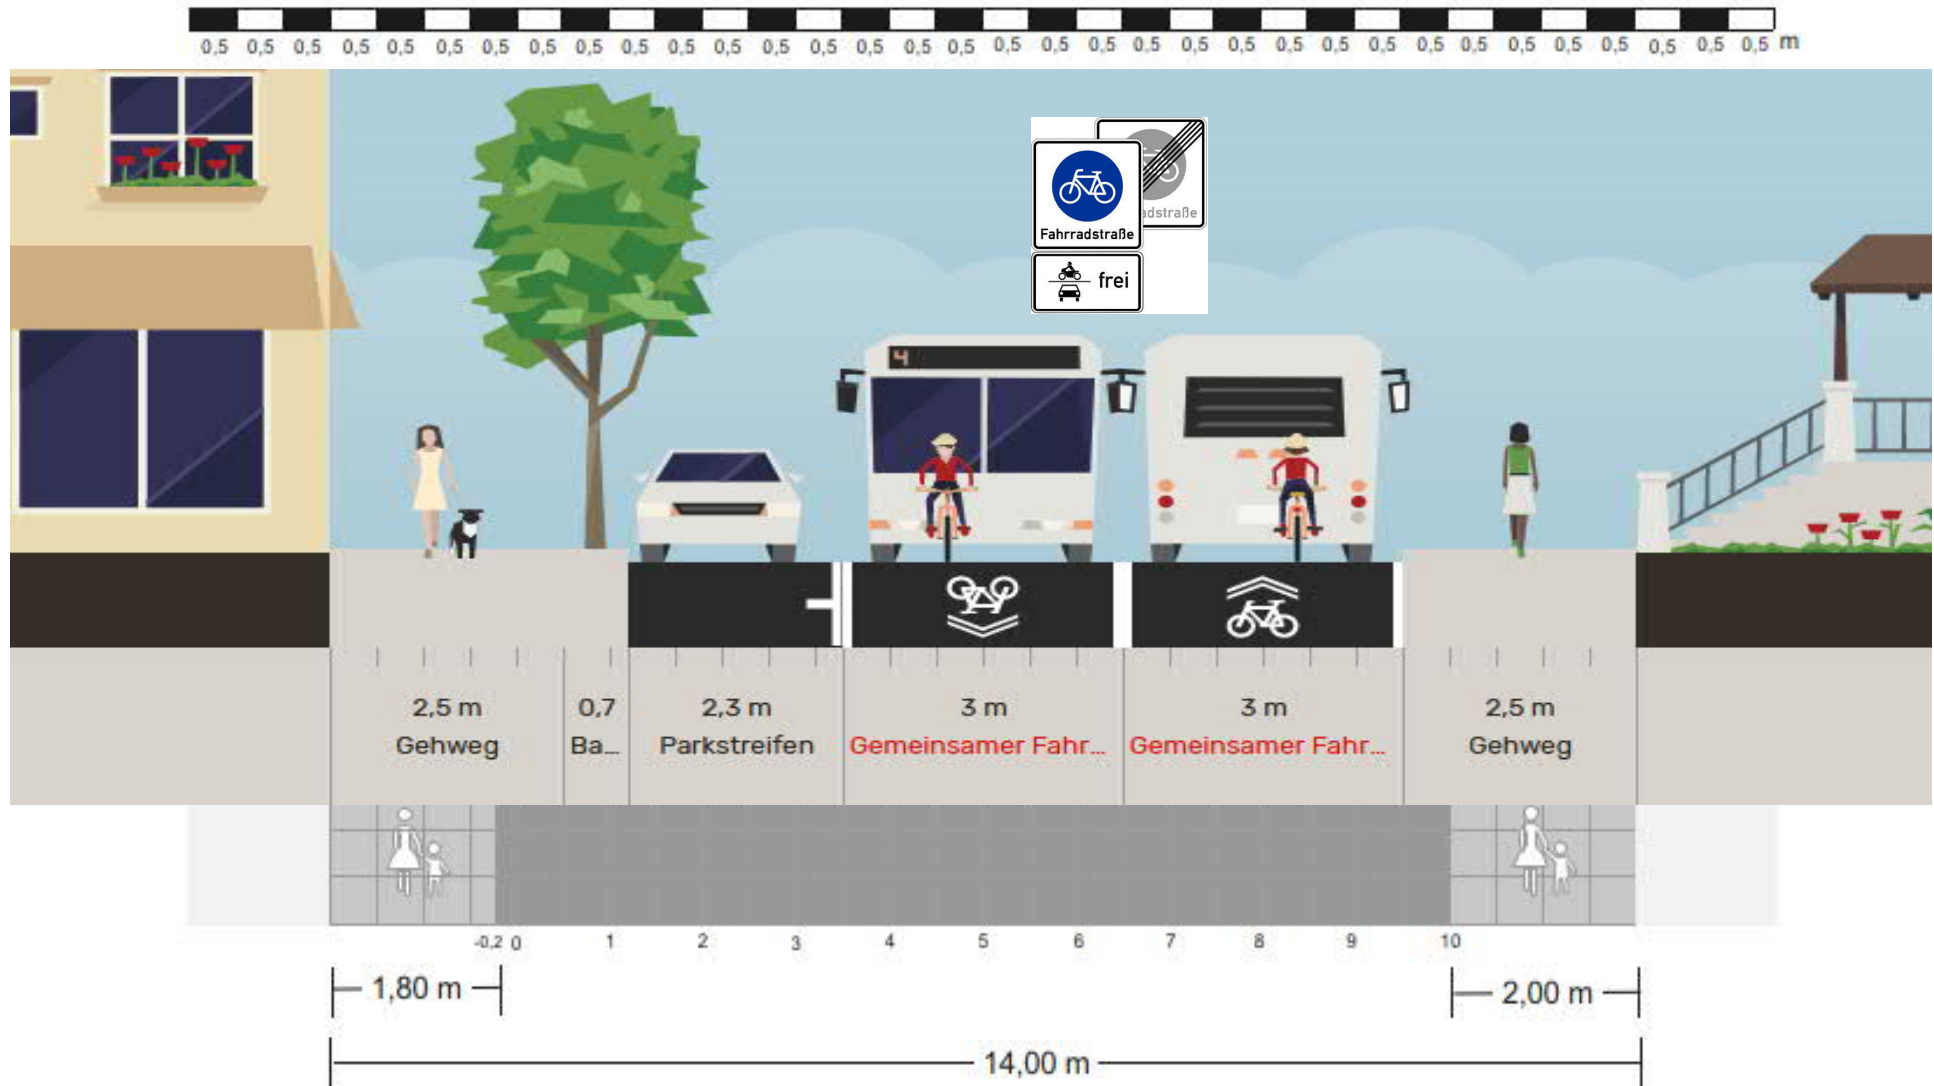 0,5 0,5 0,5 0,5 0,5 0,5 0,5 0,5 0,5 0,5 0,5 0,5 0,5 0,5 0,5 0,5 0,5 0,5 0,5 0,5 0,5 0,5 0,5 0,5 0,5 0,5 0,5 0,5 0,5 0,5 0,5 0,5 0,5 0,5 m
adstraße
Fahrradstraße
frei
4
2,5 m 0,7 2,3 m 3 m 3 m 2,5 m
Gehweg Ba... Parkstreifen Gemeinsamer Fahr... Gemeinsamer Fahr... Gehweg
-0,2 0 1 2 3 4 5 6 7 8 9 10
1,80 m 2,00 m
14,00 m